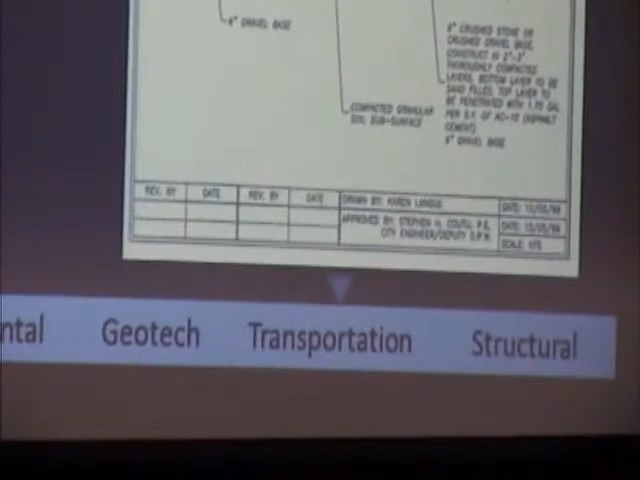 6" GRAVEL BASE
6" CRUSHED STONE OR
CRUSHED GRAVEL BASE.
CONSTRUCT IN 2"-3"
THOROUGHLY COMPACTED
LAYERS, BOTTOM LAYER TO BE
SAND FILLED, TOP LAYER TO
BE PENETRATED WITH 1.75 GAL
PER S.Y. OF AC-10 (ASPHALT
CEMENT)
6" GRAVEL BASE
COMPACTED GRANULAR
SOIL SUB-SURFACE
REV. BY DATE REV. BY DATE
DRAWN BY: KAREN
APPROVED BY: STEPHEN H. COUTU, P.E.
CITY ENGINEER/DEPUTY D.P.W.
DATE:
DATE:
SCALE: NTS
ntal Geotech Transportation Structural